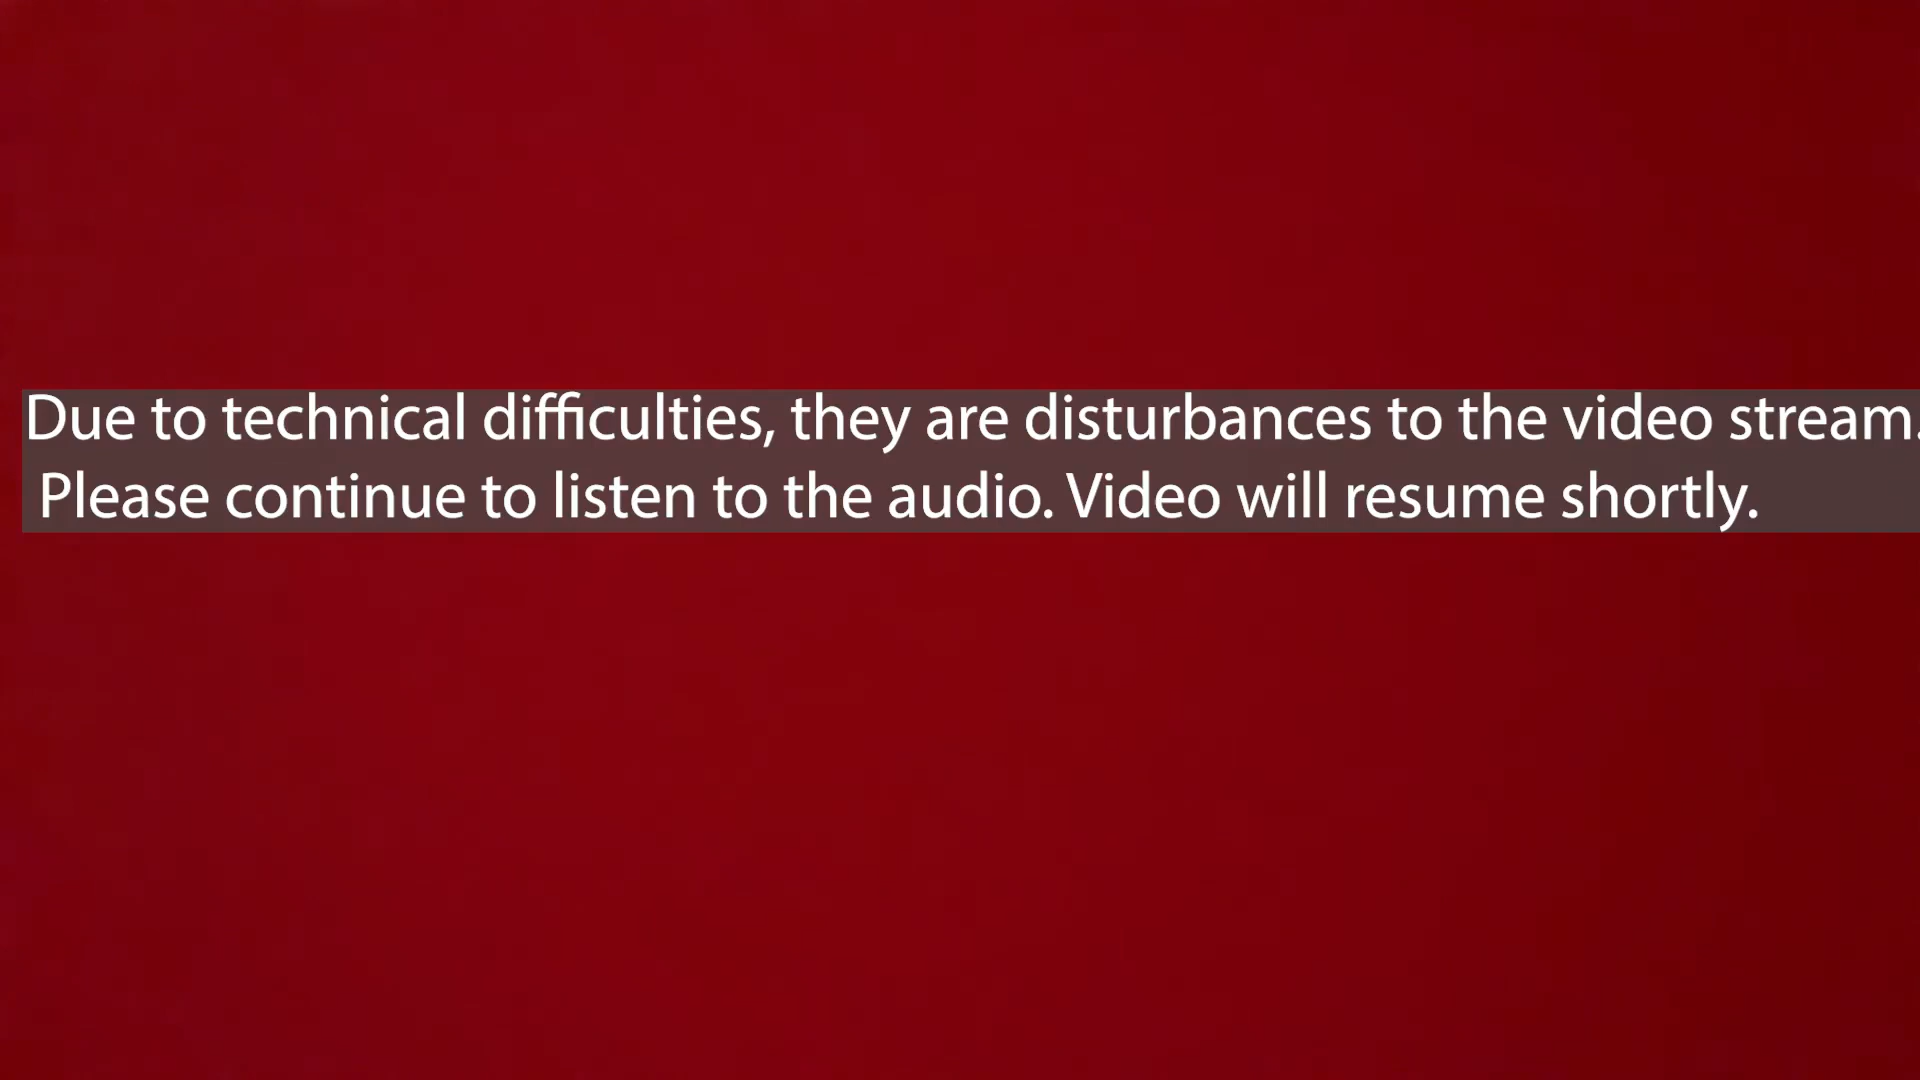 Due to technical difficulties, they are disturbances to the video stream.
Please continue to listen to the audio. Video will resume shortly.